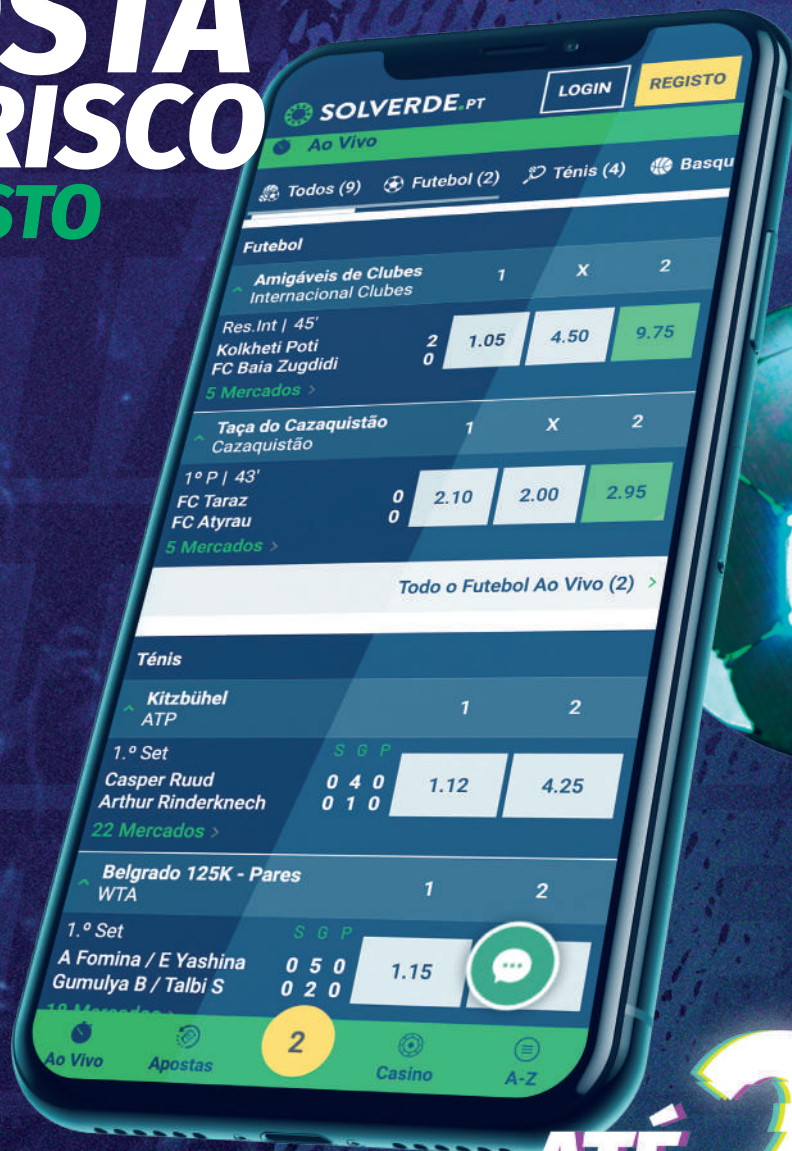 OSTA
RISCO
STO
SOLVERDE.PT
LOGIN
REGISTO
Ao Vivo
Todos (9) Futebol (2) Ténis (4) Basqu
Futebol
Amigáveis de Clubes 1 X 2
Internacional Clubes
Res.Int | 45'
Kolkheti Poti 2 1.05 4.50 9.75
FC Baia Zugdidi 0
5 Mercados >
Taça do Cazaquistão 1 X 2
Cazaquistão
1º P | 43'
FC Taraz 0 2.10 2.00 2.95
FC Atyrau 0
5 Mercados >
Todo o Futebol Ao Vivo (2) >
Ténis
Kitzbühel 1 2
ATP
1.º Set S G P
Casper Ruud 0 4 0 1.12 4.25
Arthur Rinderknech 0 1 0
22 Mercados >
Belgrado 125K - Pares 1 2
WTA
1.º Set S G P
A Fomina / E Yashina 0 5 0 1.15
Gumulya B / Talbi S 0 2 0
Ao Vivo Apostas 2 Casino A-Z
ATÉ